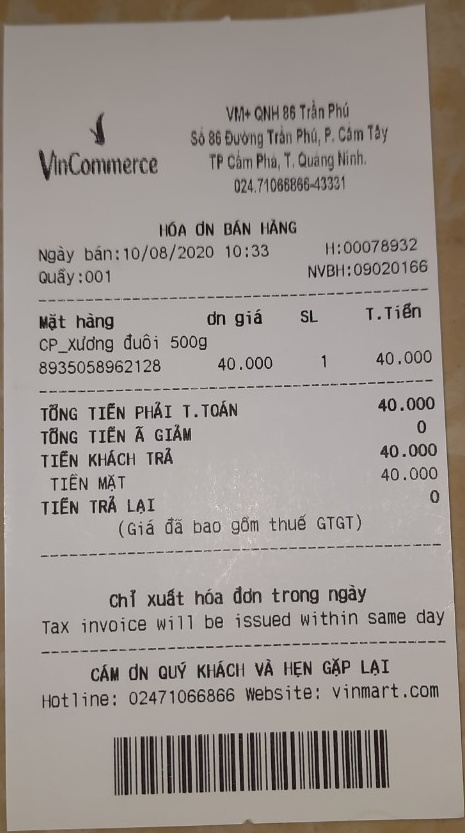 VM+ QNH 86 Trần Phú
Số 86 Đường Trần Phú, P. Cẩm Tây
TP Cẩm Phả, T. Quảng Ninh.
024.71066866-43331
VinCommerce
HÓA ƠN BÁN HÀNG
Ngày bán:10/08/2020 10:33 H:00078932
Quầy:001 NVBH:09020166
Mặt hàng ơn giá SL T.Tiền
CP_Xương đuôi 500g
8935058962128 40.000 1 40.000
TỔNG TIỀN PHẢI T.TOÁN 40.000
TỔNG TIỀN Ã GIẢM 0
TIỀN KHÁCH TRẢ 40.000
TIỀN MẶT 40.000
TIỀN TRẢ LẠI 0
(Giá đã bao gồm thuế GTGT)
Chỉ xuất hóa đơn trong ngày
Tax invoice will be issued within same day
CẢM ƠN QUÝ KHÁCH VÀ HẸN GẶP LẠI
Hotline: 02471066866 Website: vinmart.com